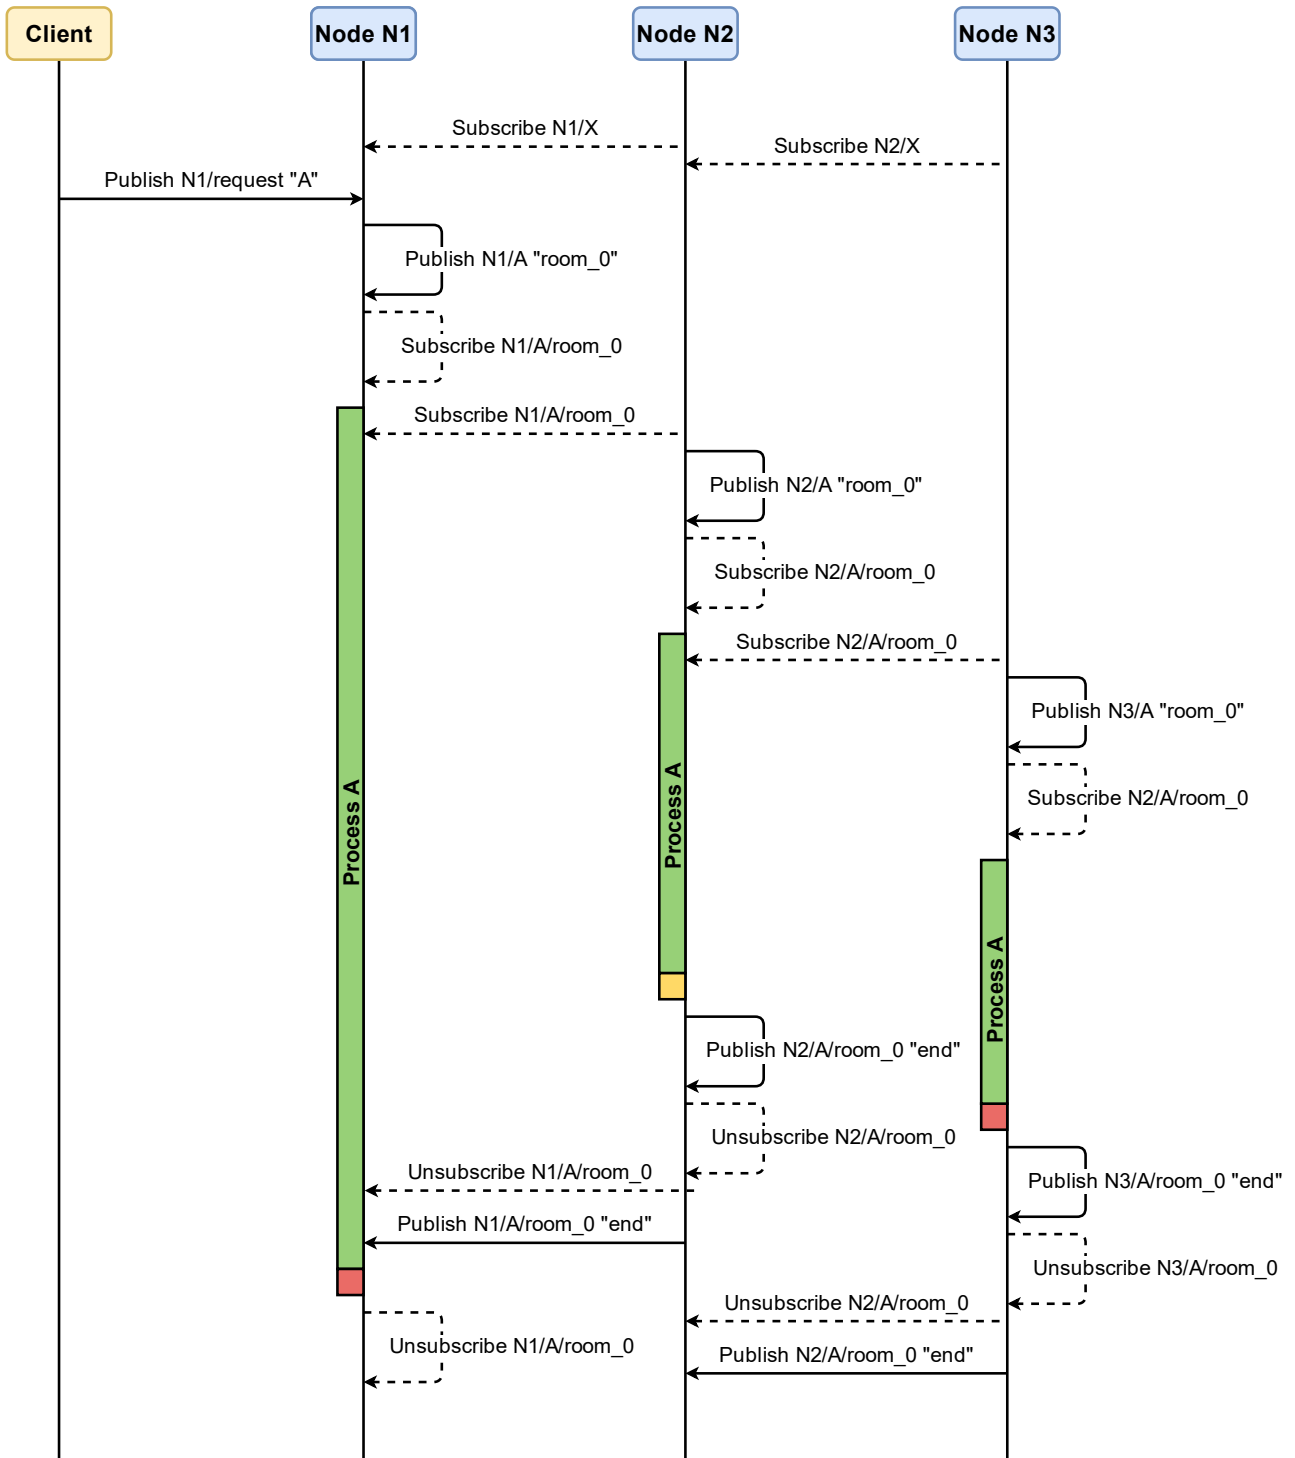 Client
Node N1
Node N2
Node N3
Subscribe N1/X
Subscribe N2/X
Publish N1/request "A"
Publish N1/A "room_0"
Subscribe N1/A/room_0
Subscribe N1/A/room_0
Publish N2/A "room_0"
Subscribe N2/A/room_0
Subscribe N2/A/room_0
Publish N3/A "room_0"
Subscribe N2/A/room_0
Process A
Process A
Process A
Publish N2/A/room_0 "end"
Unsubscribe N2/A/room_0
Unsubscribe N1/A/room_0
Publish N3/A/room_0 "end"
Publish N1/A/room_0 "end"
Unsubscribe N3/A/room_0
Unsubscribe N2/A/room_0
Unsubscribe N1/A/room_0
Publish N2/A/room_0 "end"